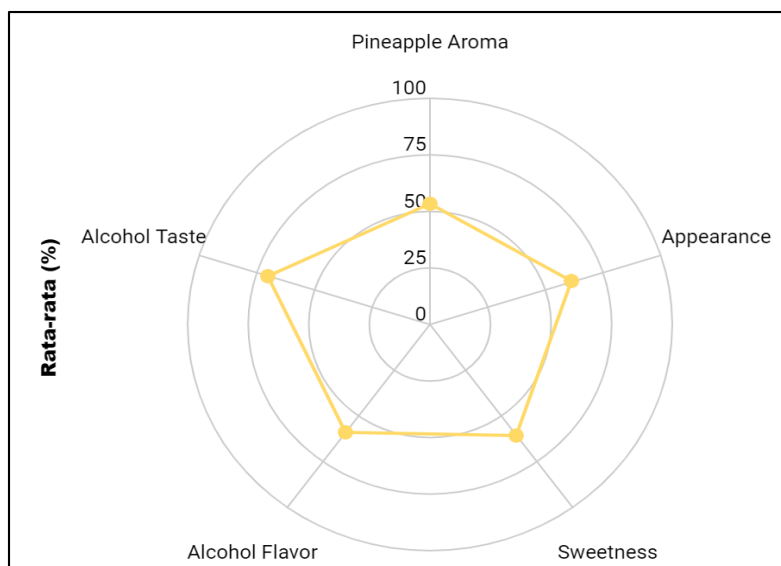 Pineapple Aroma
100
75
50
25
0
Alcohol Taste
Appearance
Rata-rata (%)
Alcohol Flavor
Sweetness